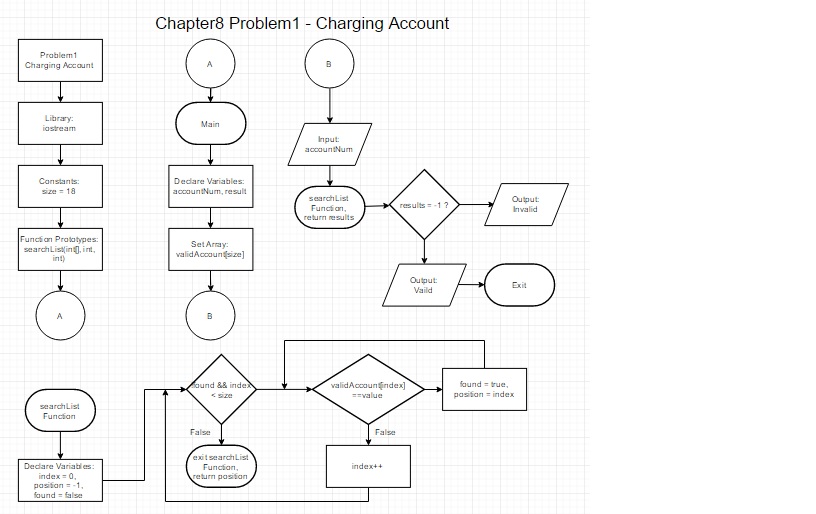 Chapter8 Problem1 - Charging Account
Problem1
Charging Account
Library:
iostream
Constants:
size = 18
Function Prototypes:
searchList(int[], int,
int)
A
A
Main
Declare Variables:
accountNum, result
Set Array:
validAccount[size]
B
B
Input:
accountNum
searchList
Function,
return results
results = -1 ?
Output:
Invalid
Output:
Vaild
Exit
searchList
Function
Declare Variables:
index = 0,
position = -1,
found = false
!found && index
< size
False
exit searchList
Function,
return position
validAccount[index]
==value
False
index++
found = true,
position = index